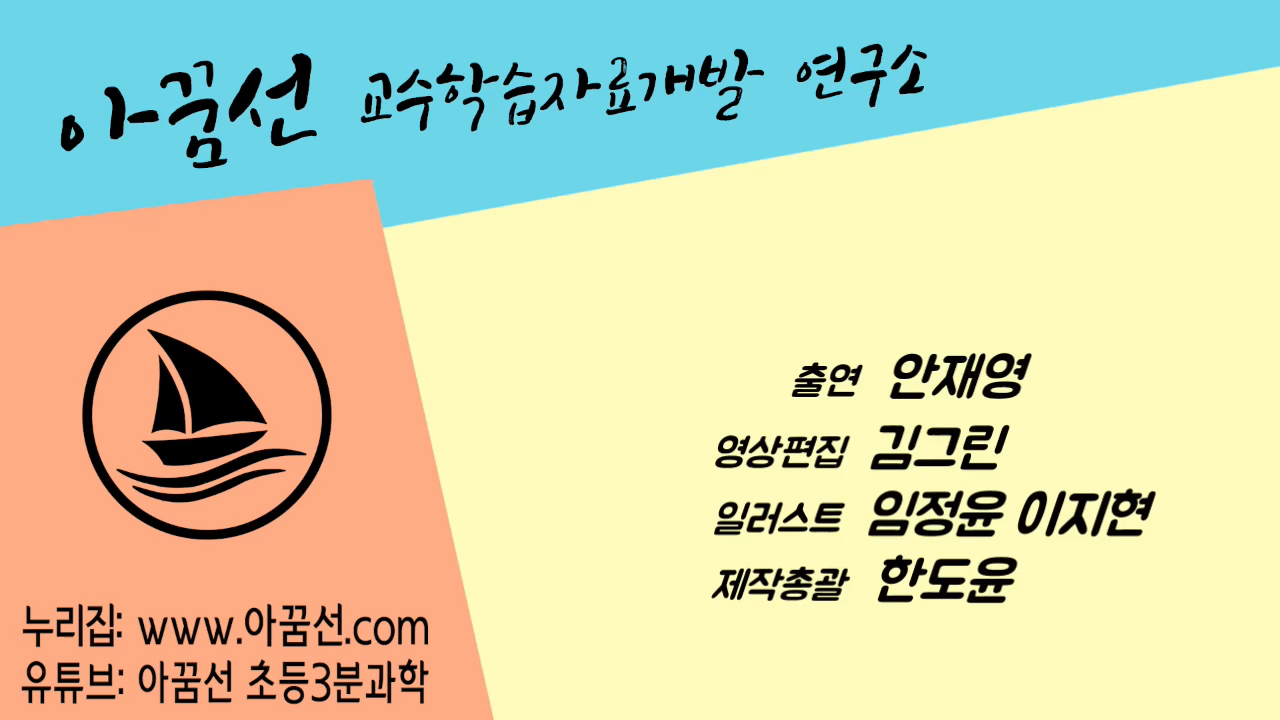 아꿈선 교수학습자료개발 연구소
출연 안재영
영상편집 김그린
일러스트 임정윤 이지현
제작총괄 한도윤
누리집: www.아꿈선.com
유튜브: 아꿈선 초등3분과학